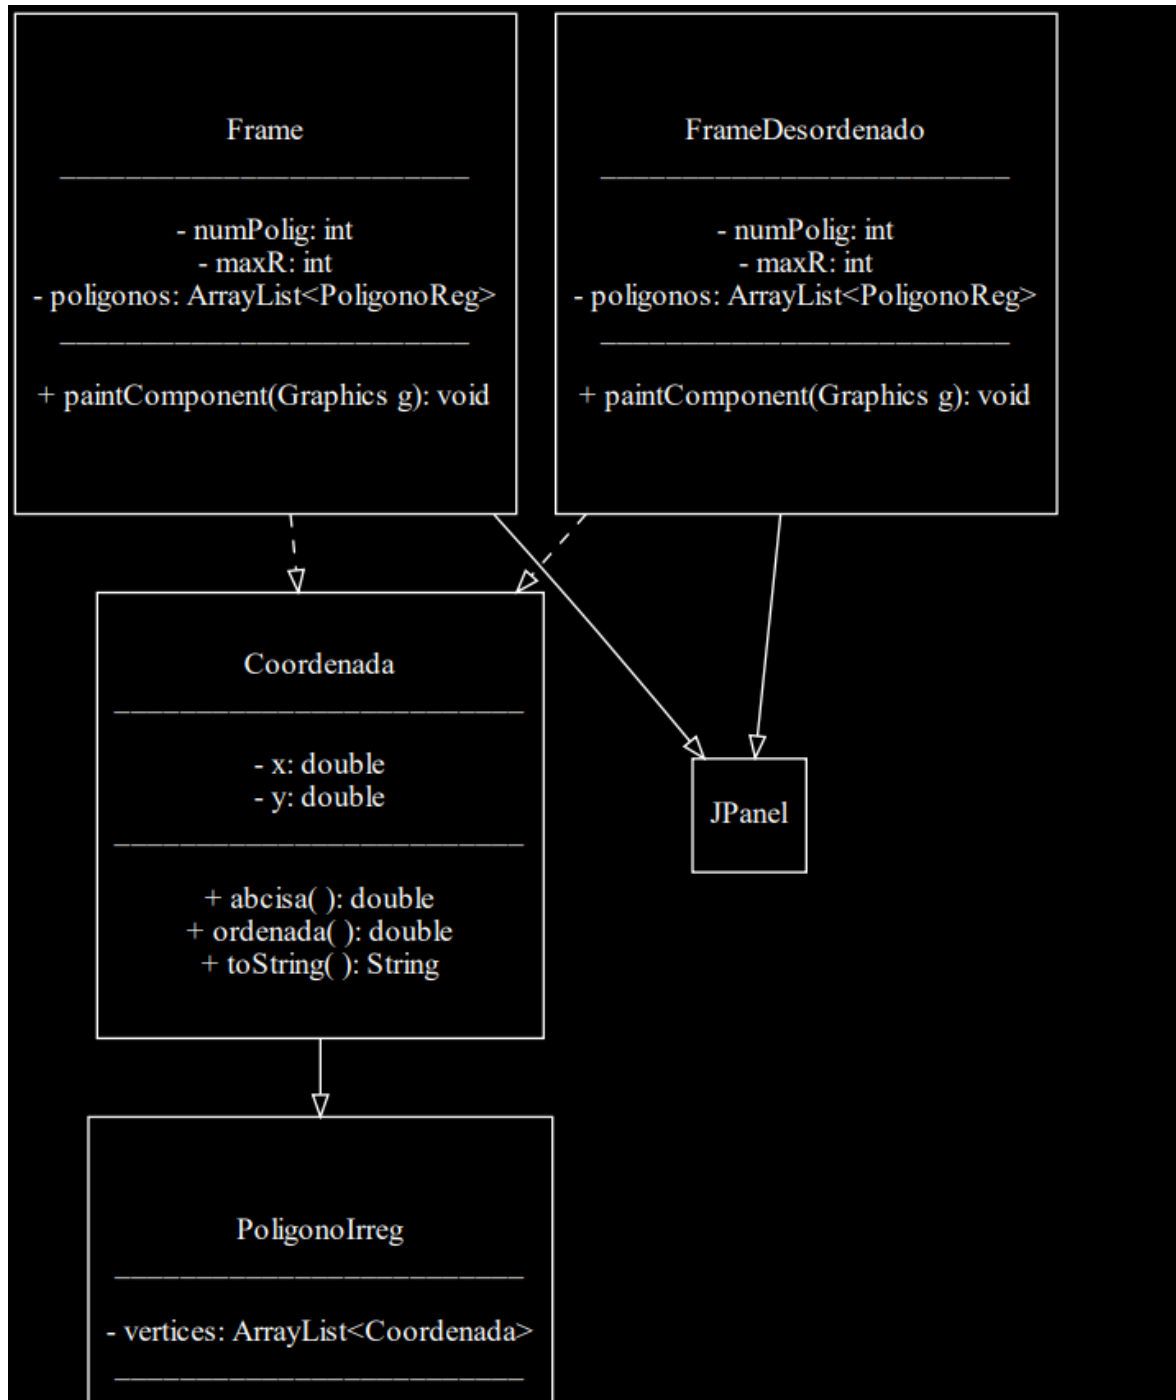 Frame
- numPolig: int
- maxR: int
- poligonos: ArrayList<PoligonoReg>
+ paintComponent(Graphics g): void
FrameDesordenado
- numPolig: int
- maxR: int
- poligonos: ArrayList<PoligonoReg>
+ paintComponent(Graphics g): void
Coordenada
- x: double
- y: double
+ abcisa( ): double
+ ordenada( ): double
+ toString( ): String
JPanel
PoligonoIrreg
- vertices: ArrayList<Coordenada>